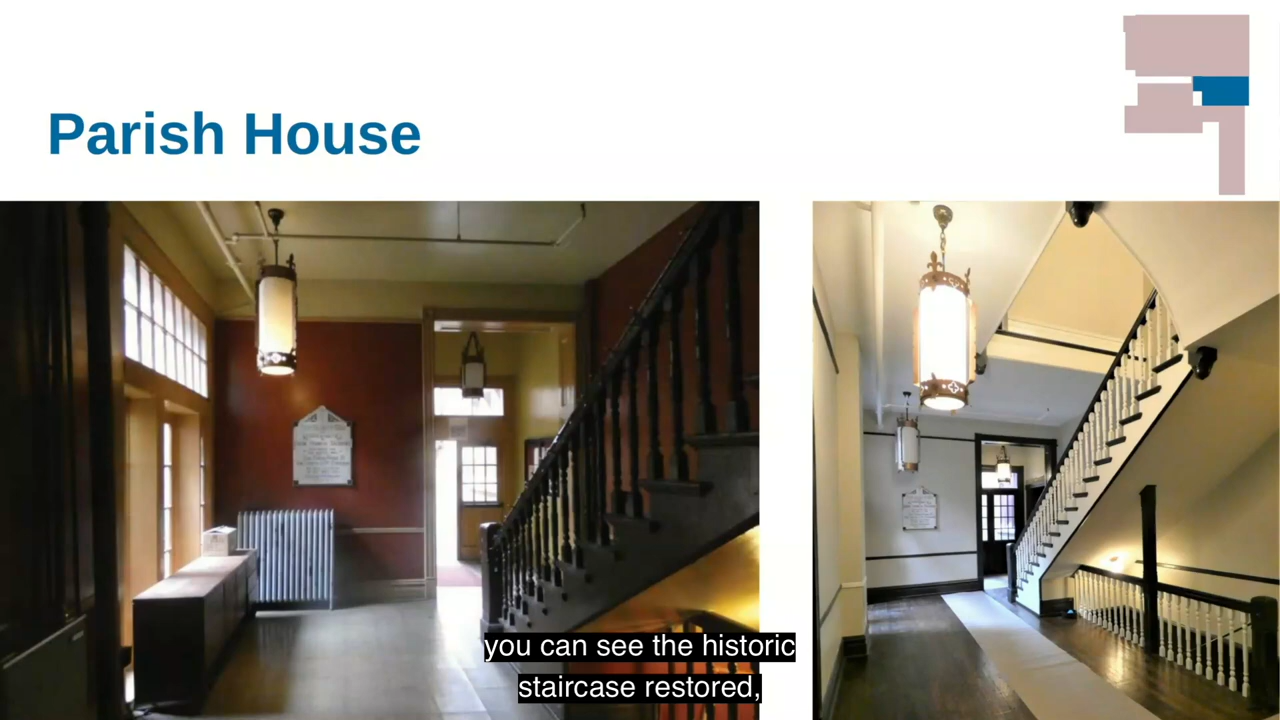 Parish House
you can see the historic
staircase restored,